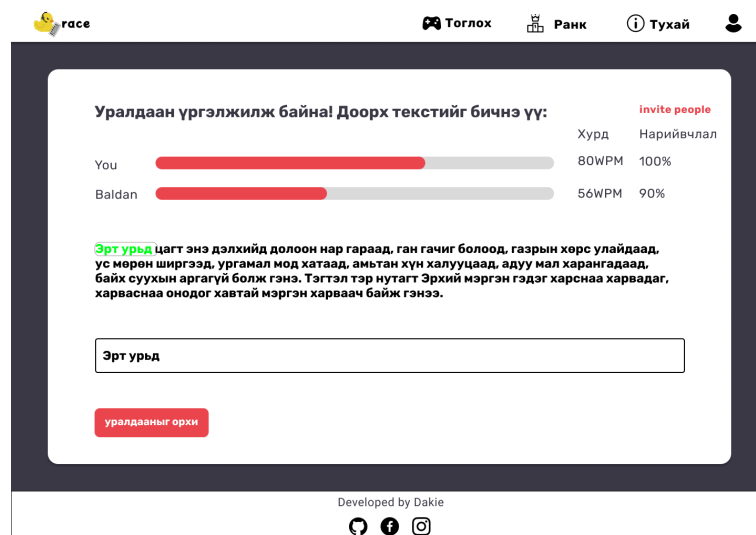 race
Тоглох
Ранк
Тухай
Уралдаан үргэлжилж байна! Доорх текстийг бичнэ үү:
invite people
Хурд
Нарийвчлал
You
80WPM
100%
Baldan
56WPM
90%
Эрт урьд цагт энэ дэлхийд долоон нар гараад, ган гачиг болоод, газрын хөрс улайдаад,
ус мөрөн ширгээд, ургамал мод хатаад, амьтан хүн халууцаад, адуу мал харангадаад,
байх суухын аргагүй болж гэнэ. Тэгтэл тэр нутагт Эрхий мэргэн гэдэг харснаа харвадаг,
харваснаа онодог хавтай мэргэн харваач байж гэнээ.
Эрт урьд
уралдааныг орхи
Developed by Dakie